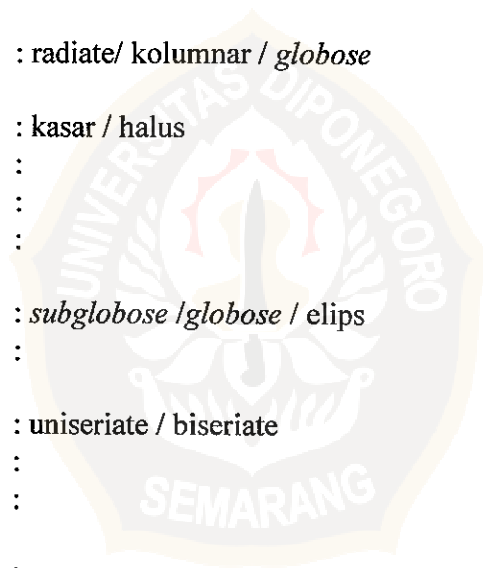 : radiate/ kolumnar / globose
: kasar / halus
:
:
:
: subglobose /globose / elips
:
: uniseriate / biseriate
:
:
:
UNIVERSITAS DIPONEGORO
SEMARANG